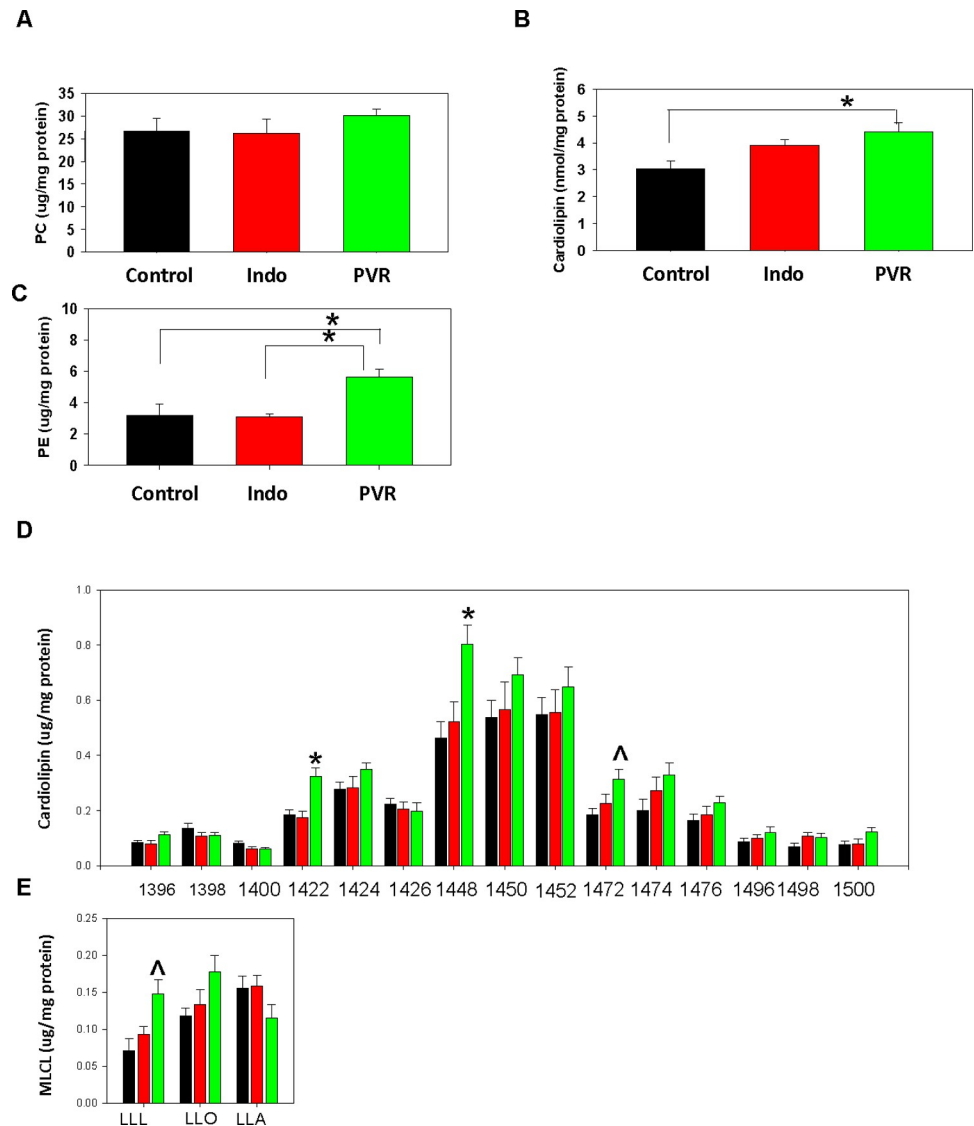 A
PC (ug/mg protein)
35
30
25
20
15
10
5
0
Control Indo PVR
B
Cardiolipin (nmol/mg protein)
6
5
4
3
2
1
0
*
Control Indo PVR
C
PE (ug/mg protein)
10
8
6
4
2
0
*
*
Control Indo PVR
D
Cardiolipin (ug/mg protein)
1.0
0.8
0.6
0.4
0.2
0.0
*
*
^
1396 1398 1400 1422 1424 1426 1448 1450 1452 1472 1474 1476 1496 1498 1500
E
MLCL (ug/mg protein)
0.25
0.20
0.15
0.10
0.05
0.00
^
LLL LLO LLA